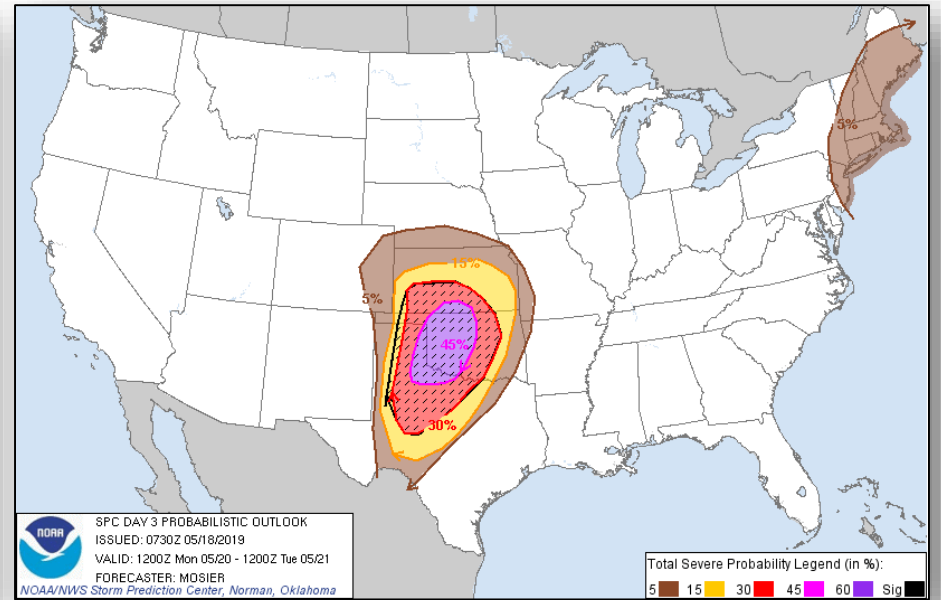 5%
15%
5%
45%
30%
NOAA
SPC DAY 3 PROBABILISTIC OUTLOOK
ISSUED: 0730Z 05/18/2019
VALID: 1200Z Mon 05/20 - 1200Z Tue 05/21
FORECASTER: MOSIER
NOAA/NWS Storm Prediction Center, Norman, Oklahoma
Total Severe Probability Legend (in %):
5 15 30 45 60 Sig